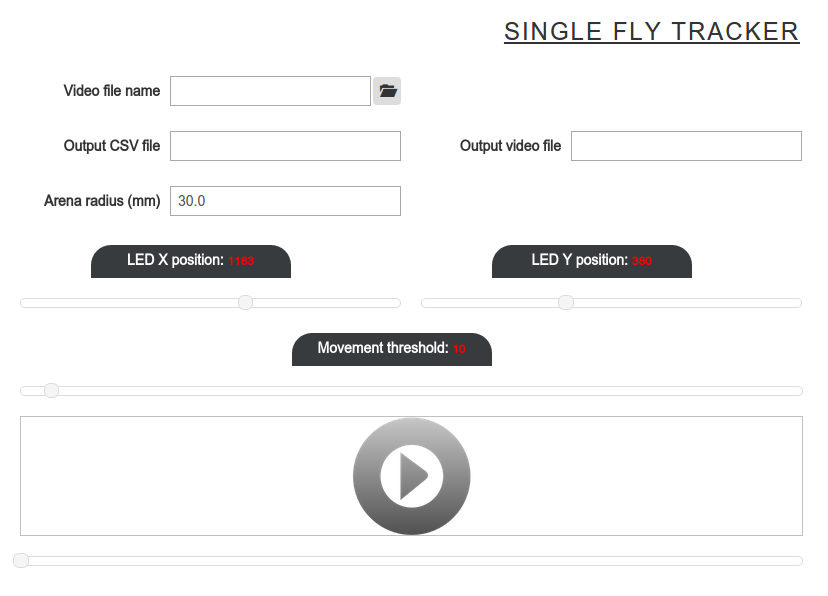 SINGLE FLY TRACKER
Video file name
Output CSV file
Output video file
Arena radius (mm)
30.0
LED X position: 1183
LED Y position: 380
Movement threshold: 10